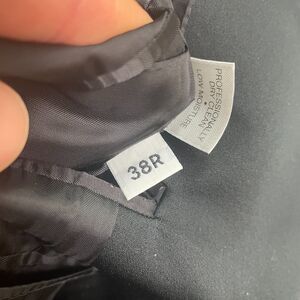 PROFESSIONALLY
DRY CLEAN
LOW MOISTURE
38R